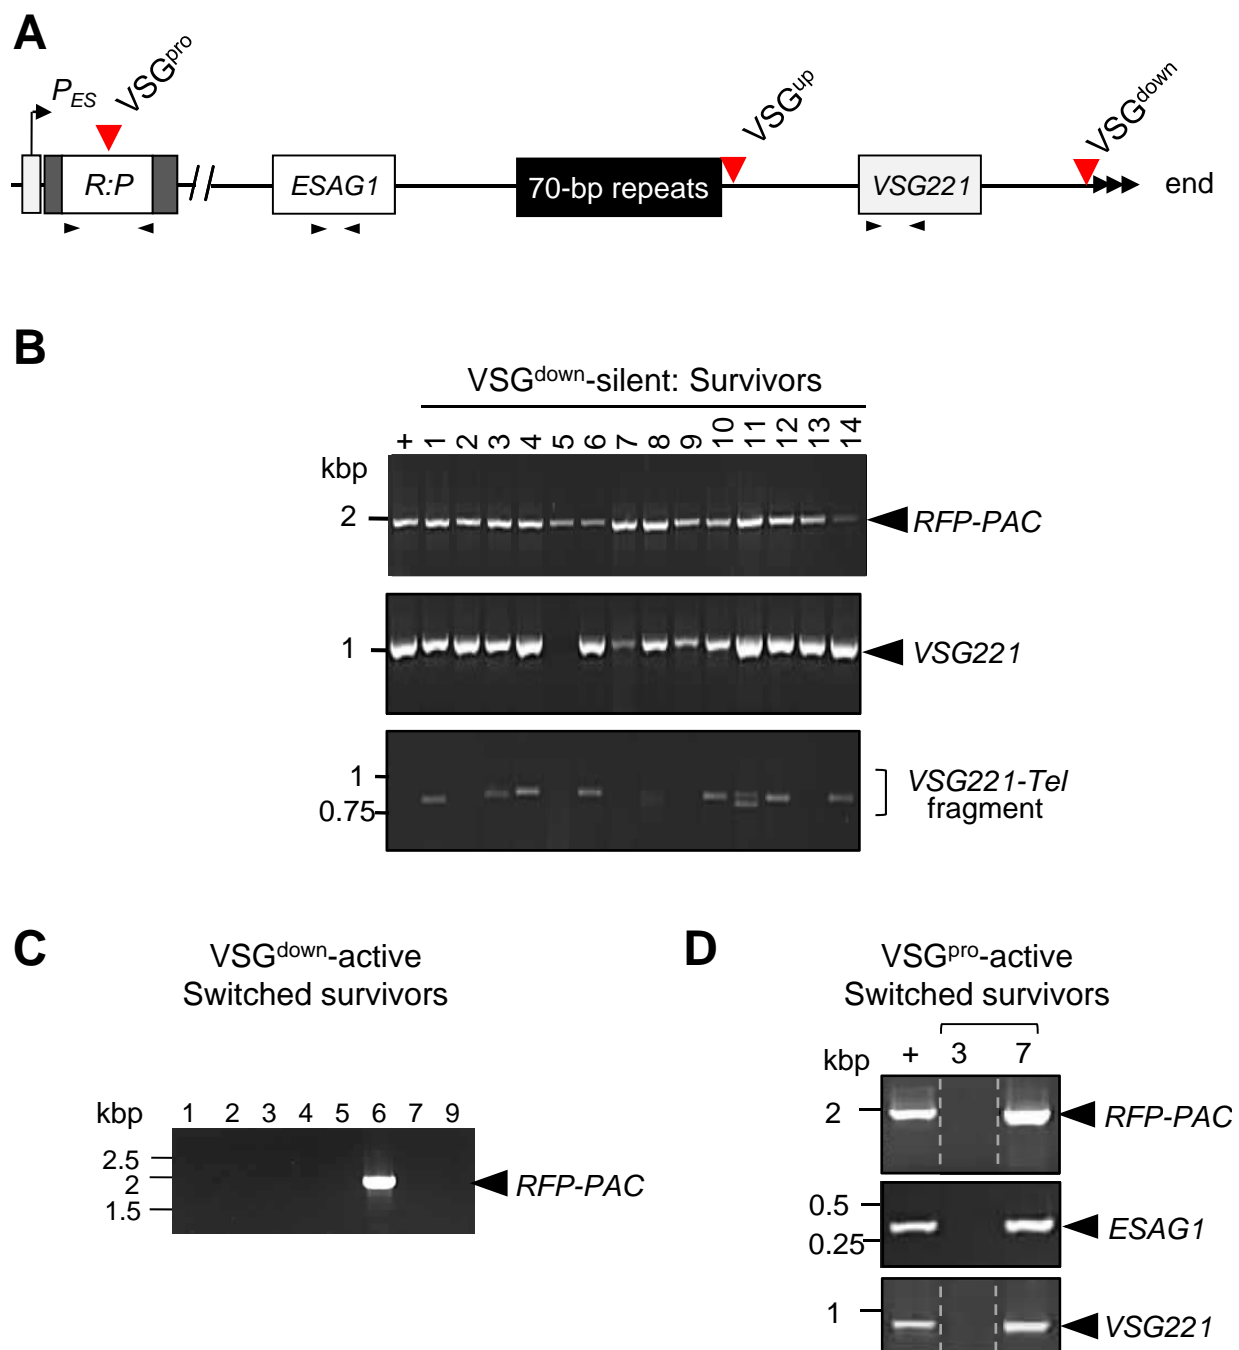 A
P_ES
VSG^pro
VSG^up
VSG^down
R:P
ESAG1
70-bp repeats
VSG221
end
B
VSG^down-silent: Survivors
+ 1 2 3 4 5 6 7 8 9 10 11 12 13 14
kbp
2
RFP-PAC
1
VSG221
1
0.75
VSG221-Tel
fragment
C
VSG^down-active
Switched survivors
kbp 1 2 3 4 5 6 7 9
2.5
2
1.5
RFP-PAC
D
VSG^pro-active
Switched survivors
kbp + 3 7
2
RFP-PAC
0.5
0.25
ESAG1
1
VSG221